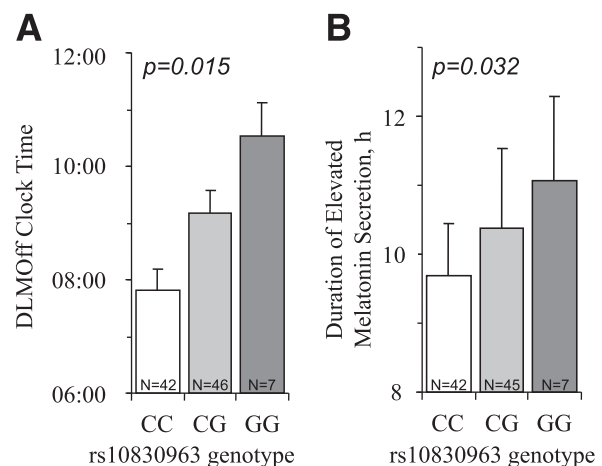 A
DLMOff Clock Time
12:00
10:00
08:00
06:00
p=0.015
N=42
N=46
N=7
CC
CG
GG
rs10830963 genotype
B
Duration of Elevated
Melatonin Secretion, h
12
10
8
p=0.032
N=42
N=45
N=7
CC
CG
GG
rs10830963 genotype